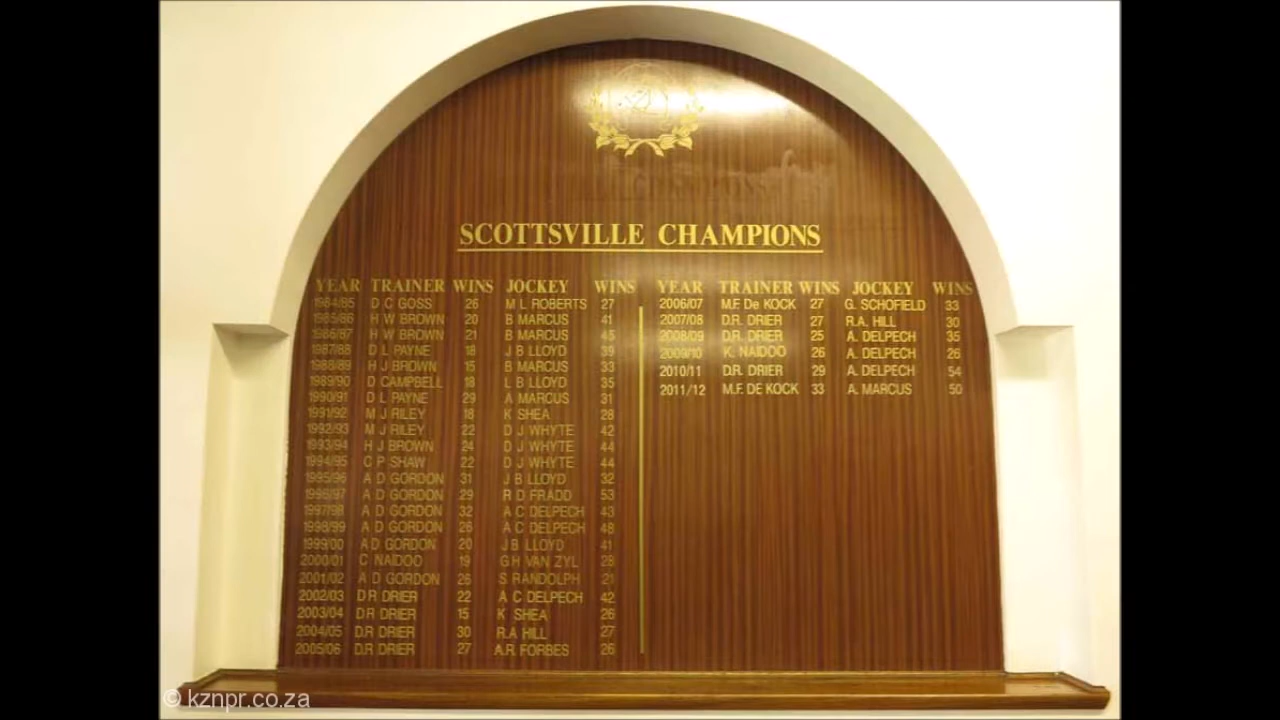 SCOTTSVILLE CHAMPIONS
YEAR TRAINER WINS JOCKEY WINS
1984/85 D C GOSS 26 M L ROBERTS 27
1985/86 H W BROWN 20 B MARCUS 41
1986/87 H W BROWN 21 B MARCUS 45
1987/88 D L PAYNE 18 J B LLOYD 39
1988/89 H J BROWN 15 B MARCUS 33
1989/90 D CAMPBELL 18 L B LLOYD 35
1990/91 D L PAYNE 29 A MARCUS 31
1991/92 M J RILEY 18 K SHEA 28
1992/93 M J RILEY 22 D J WHYTE 42
1993/94 H J BROWN 24 D J WHYTE 44
1994/95 C P SHAW 22 D J WHYTE 44
1995/96 A D GORDON 31 J B LLOYD 32
1996/97 A D GORDON 29 R D FRADD 53
1997/98 A D GORDON 32 A C DELPECH 43
1998/99 A D GORDON 26 A C DELPECH 48
1999/00 A D GORDON 20 J B LLOYD 41
2000/01 C NAIDOO 19 G.H VAN ZYL 28
2001/02 A D GORDON 26 S RANDOLPH 21
2002/03 D R DRIER 22 A C DELPECH 42
2003/04 D.R DRIER 15 K SHEA 26
2004/05 D.R DRIER 30 R.A HILL 27
2005/06 D.R DRIER 27 A.R. FORBES 26
YEAR TRAINER WINS JOCKEY WINS
2006/07 M.F. De KOCK 27 G. SCHOFIELD 33
2007/08 D.R. DRIER 27 R.A. HILL 30
2008/09 D.R. DRIER 25 A. DELPECH 35
2009/10 K. NAIDOO 26 A. DELPECH 26
2010/11 D.R. DRIER 29 A. DELPECH 54
2011/12 M.F. DE KOCK 33 A. MARCUS 50
© kznpr.co.za